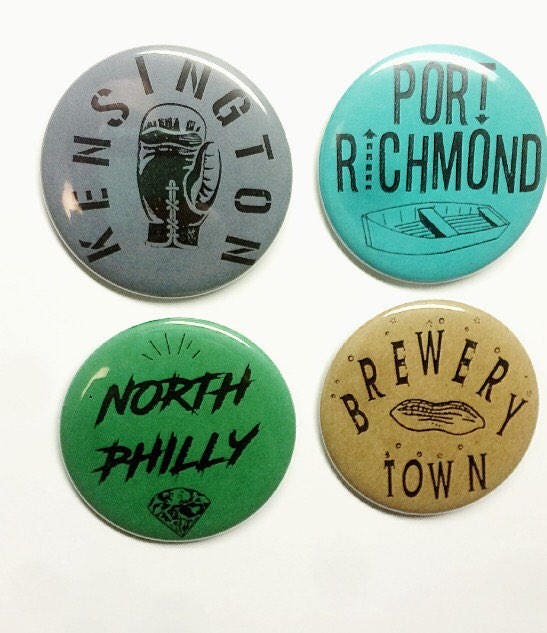 KENSINGTON
PORT
RICHMOND
NORTH
PHILLY
BREWERY
TOWN